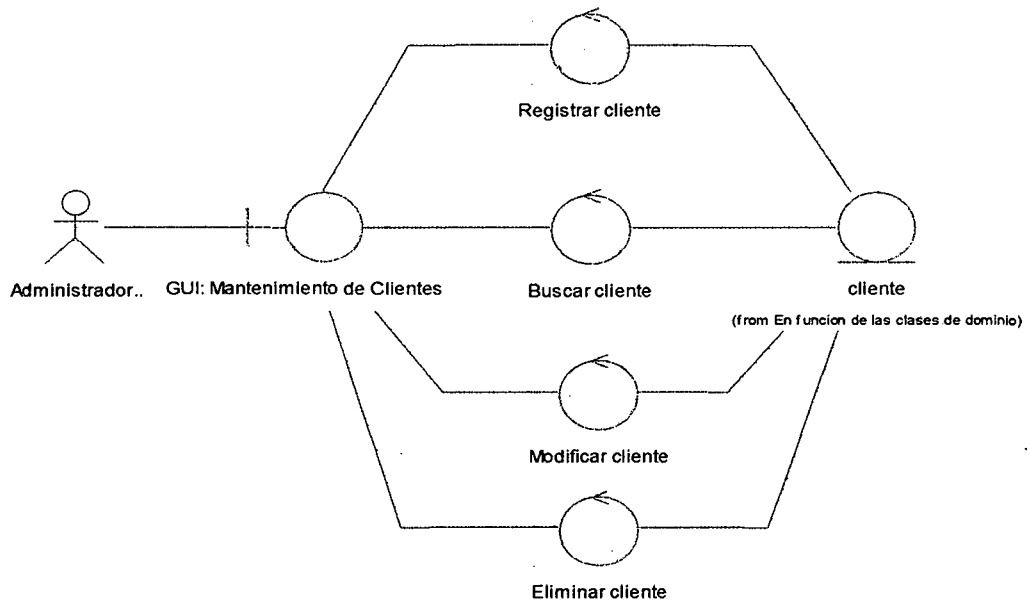 Registrar cliente
Administrador..
GUI: Mantenimiento de Clientes
Buscar cliente
cliente
(from En funcion de las clases de dominio)
Modificar cliente
Eliminar cliente